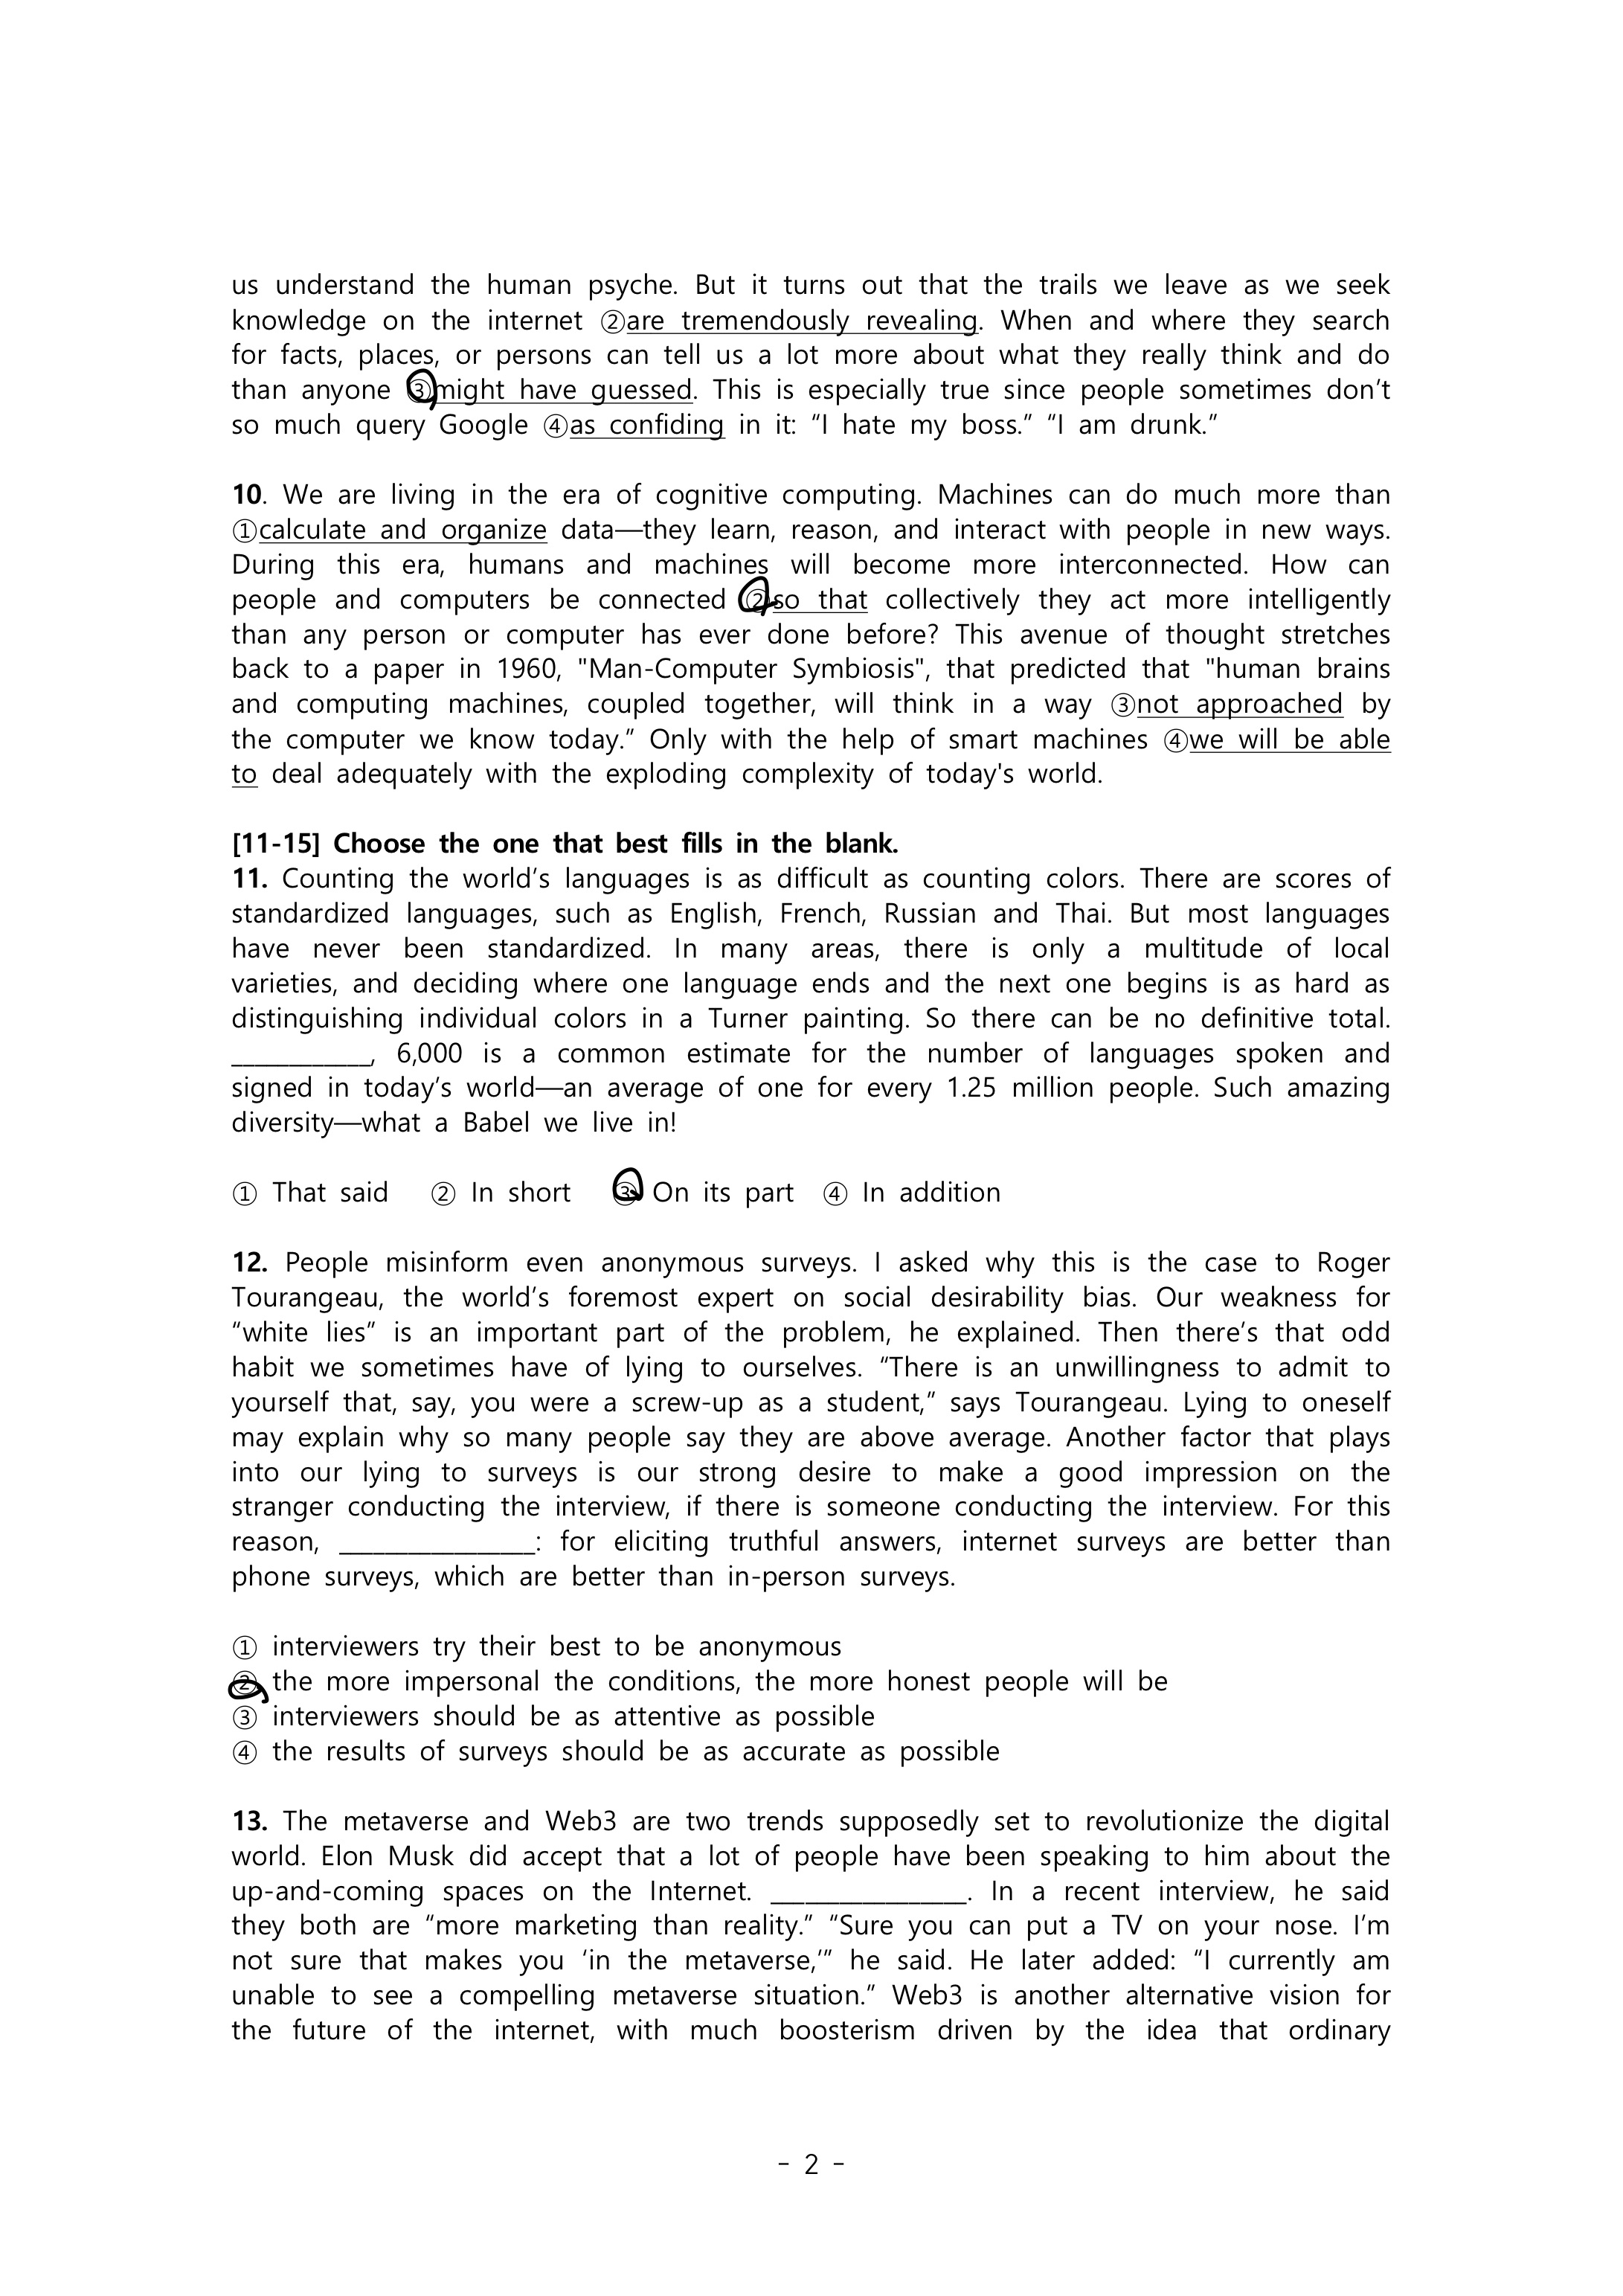 us understand the human psyche. But it turns out that the trails we leave as we seek
knowledge on the internet ②are tremendously revealing. When and where they search
for facts, places, or persons can tell us a lot more about what they really think and do
than anyone ③might have guessed. This is especially true since people sometimes don’t
so much query Google ④as confiding in it: “I hate my boss.” “I am drunk.”
10. We are living in the era of cognitive computing. Machines can do much more than
①calculate and organize data—they learn, reason, and interact with people in new ways.
During this era, humans and machines will become more interconnected. How can
people and computers be connected ②so that collectively they act more intelligently
than any person or computer has ever done before? This avenue of thought stretches
back to a paper in 1960, "Man-Computer Symbiosis", that predicted that "human brains
and computing machines, coupled together, will think in a way ③not approached by
the computer we know today.” Only with the help of smart machines ④we will be able
to deal adequately with the exploding complexity of today's world.
[11-15] Choose the one that best fills in the blank.
11. Counting the world’s languages is as difficult as counting colors. There are scores of
standardized languages, such as English, French, Russian and Thai. But most languages
have never been standardized. In many areas, there is only a multitude of local
varieties, and deciding where one language ends and the next one begins is as hard as
distinguishing individual colors in a Turner painting. So there can be no definitive total.
___________, 6,000 is a common estimate for the number of languages spoken and
signed in today’s world—an average of one for every 1.25 million people. Such amazing
diversity—what a Babel we live in!
① That said ② In short ③ On its part ④ In addition
12. People misinform even anonymous surveys. I asked why this is the case to Roger
Tourangeau, the world’s foremost expert on social desirability bias. Our weakness for
“white lies” is an important part of the problem, he explained. Then there’s that odd
habit we sometimes have of lying to ourselves. “There is an unwillingness to admit to
yourself that, say, you were a screw-up as a student,” says Tourangeau. Lying to oneself
may explain why so many people say they are above average. Another factor that plays
into our lying to surveys is our strong desire to make a good impression on the
stranger conducting the interview, if there is someone conducting the interview. For this
reason, _______________: for eliciting truthful answers, internet surveys are better than
phone surveys, which are better than in-person surveys.
① interviewers try their best to be anonymous
② the more impersonal the conditions, the more honest people will be
③ interviewers should be as attentive as possible
④ the results of surveys should be as accurate as possible
13. The metaverse and Web3 are two trends supposedly set to revolutionize the digital
world. Elon Musk did accept that a lot of people have been speaking to him about the
up-and-coming spaces on the Internet. _______________. In a recent interview, he said
they both are “more marketing than reality.” “Sure you can put a TV on your nose. I’m
not sure that makes you ‘in the metaverse,’” he said. He later added: “I currently am
unable to see a compelling metaverse situation.” Web3 is another alternative vision for
the future of the internet, with much boosterism driven by the idea that ordinary
- 2 -